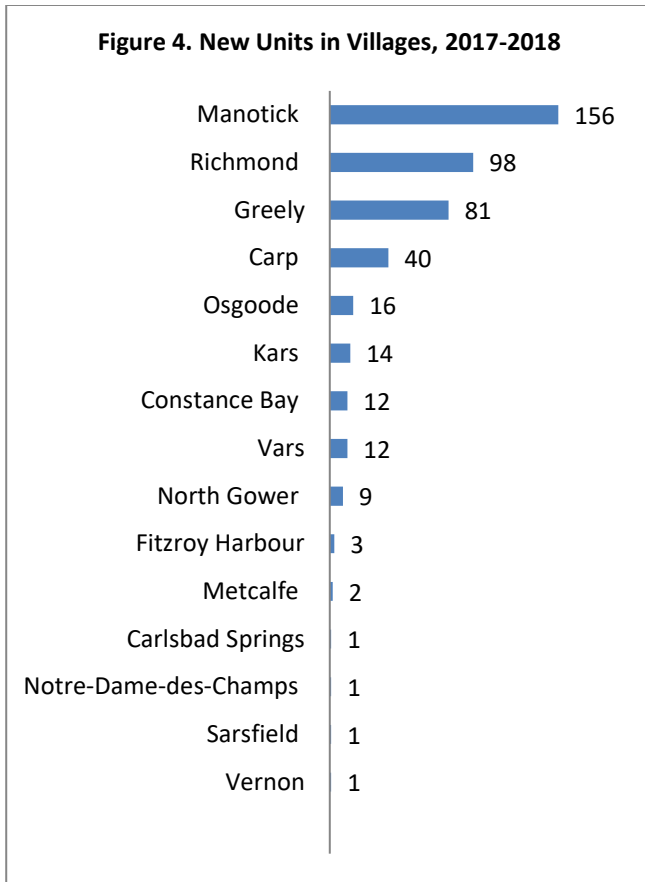 Figure 4. New Units in Villages, 2017-2018
Manotick 156
Richmond 98
Greely 81
Carp 40
Osgoode 16
Kars 14
Constance Bay 12
Vars 12
North Gower 9
Fitzroy Harbour 3
Metcalfe 2
Carlsbad Springs 1
Notre-Dame-des-Champs 1
Sarsfield 1
Vernon 1